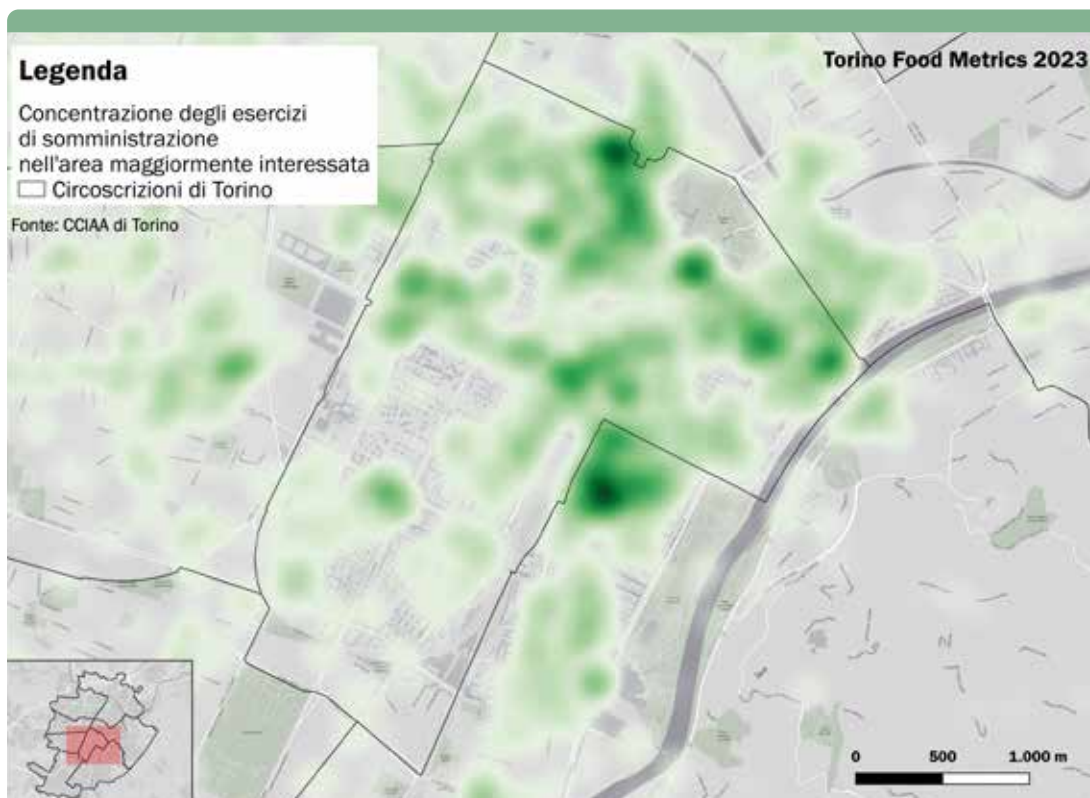 Legenda
Concentrazione degli esercizi
di somministrazione
nell'area maggiormente interessata
Circoscrizioni di Torino
Fonte: CCIAA di Torino
Torino Food Metrics 2023
0 500 1.000 m